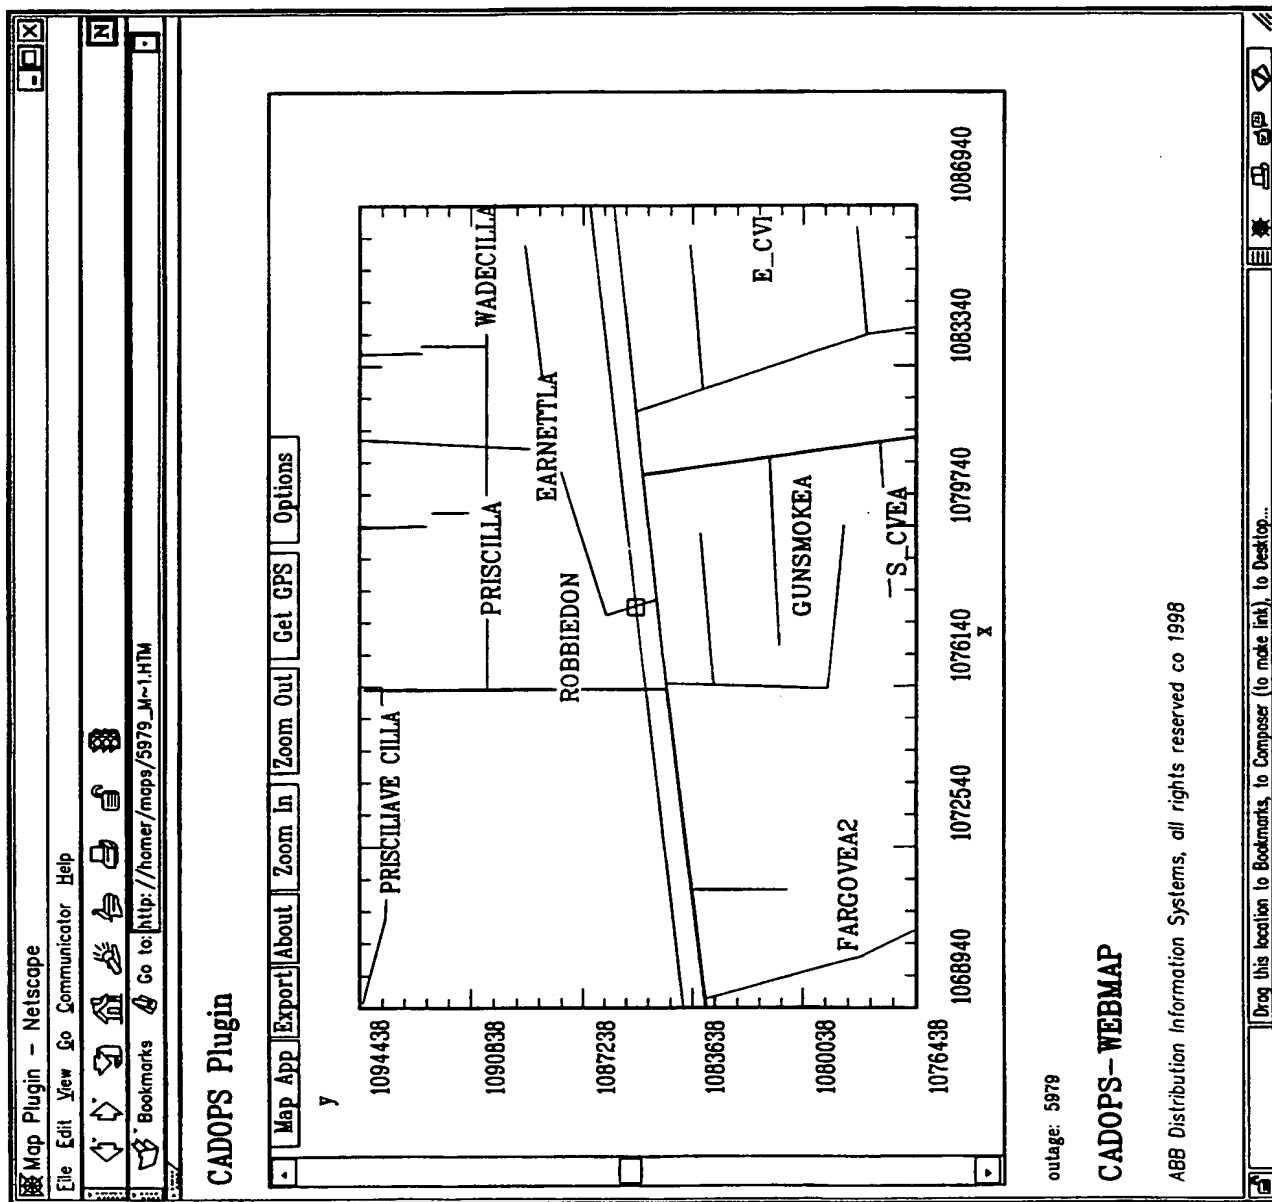 Map Plugin - Netscape
File Edit View Go Communicator Help
N
Bookmarks Go to: http://homer/maps/5979_M~1.HTM
CADOPS Plugin
Map App Export About Zoom In Zoom Out Get GPS Options
y
1094438
1090838
1087238
1083638
1080038
1076438
PRISCILIAVE CILLA
WADECILLA
PRISCILLA
EARNETTLA
ROBBIEDON
E_CVI
GUNSMOKEA
S_CVEA
FARGOVEA2
1068940 1072540 1076140 1079740 1083340 1086940
x
outage: 5979
CADOPS-WEBMAP
ABB Distribution Information Systems, all rights reserved co 1998
Drag this location to Bookmarks, to Composer (to make link), to Desktop...